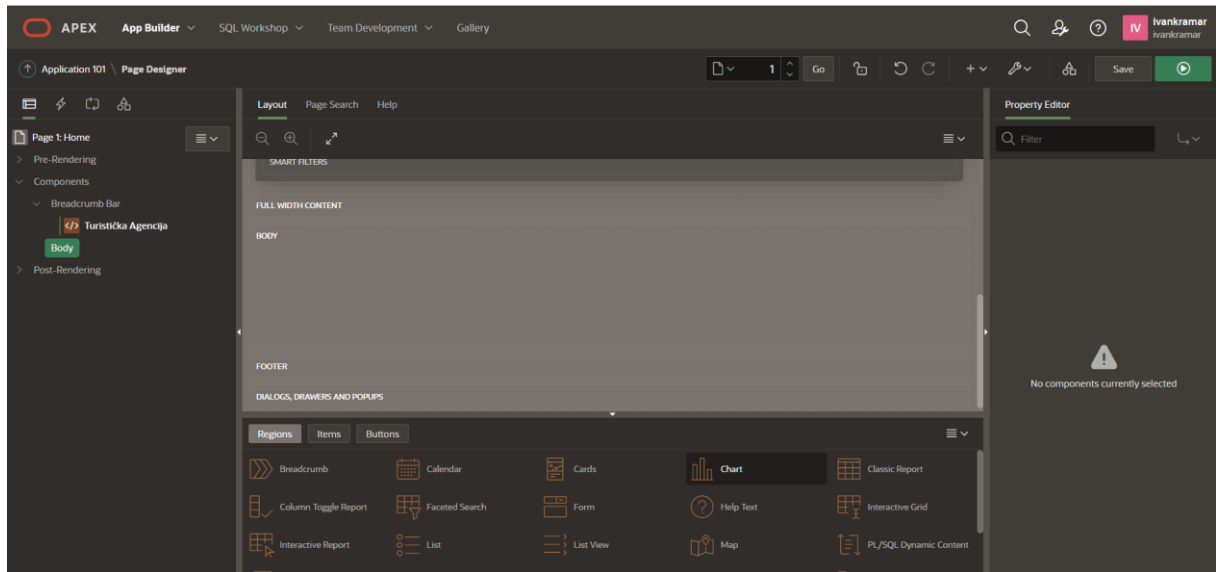 APEX App Builder SQL Workshop Team Development Gallery IV ivankramar
ivankramar
Application 101 \ Page Designer 1 Go Save
Layout Page Search Help Property Editor
Page 1: Home Filter
Pre-Rendering
SMART FILTERS
Components
Breadcrumb Bar
FULL WIDTH CONTENT
</> Turistička Agencija
BODY
Body
Post-Rendering
FOOTER
No components currently selected
DIALOGS, DRAWERS AND POPUPS
Regions Items Buttons
Breadcrumb Calendar Cards Chart Classic Report
Column Toggle Report Faceted Search Form Help Text Interactive Grid
Interactive Report List List View Map PL/SQL Dynamic Content